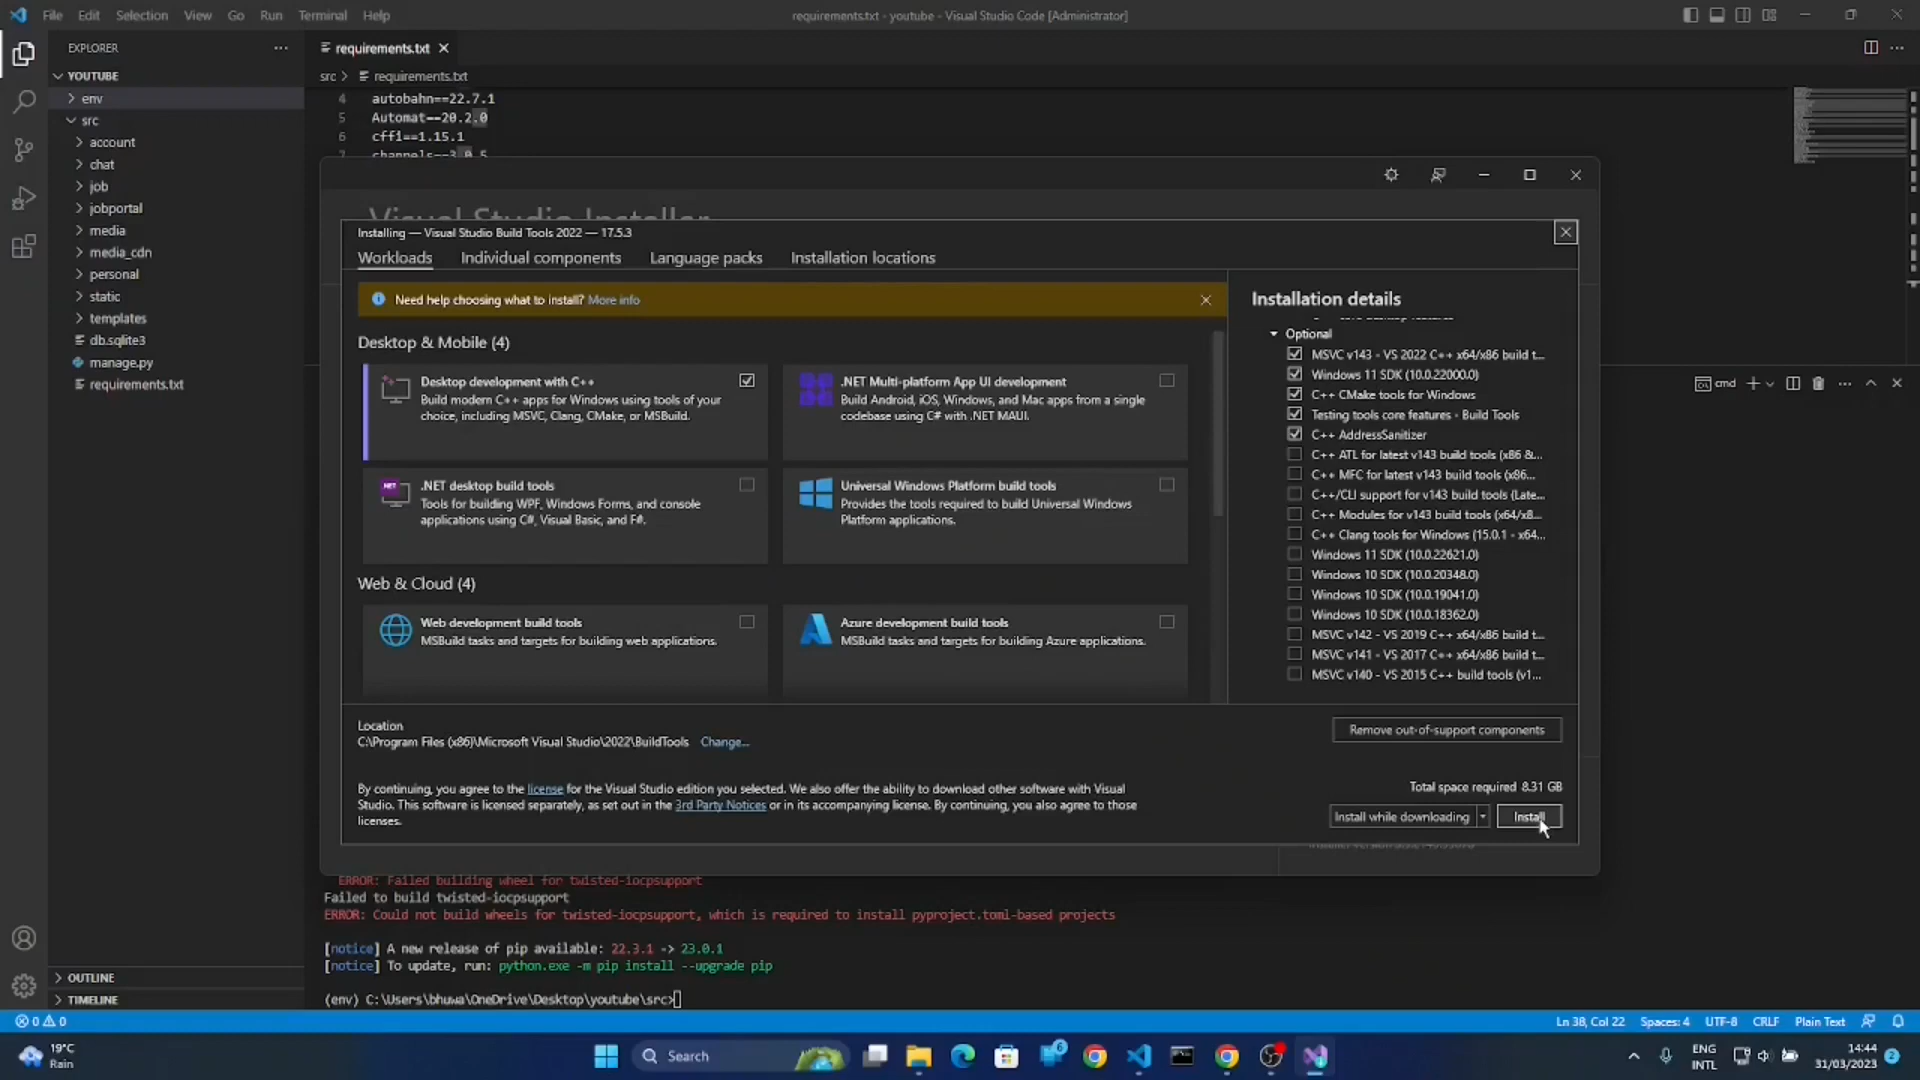 File Edit Selection View Go Run Terminal Help
requirements.txt - youtube - Visual Studio Code [Administrator]
EXPLORER
requirements.txt
YOUTUBE
src > requirements.txt
env
src
account
chat
job
jobportal
media
media_cdn
personal
static
templates
db.sqlite3
manage.py
requirements.txt
4 autobahn==22.7.1
5 Automat==20.2.0
6 cffi==1.15.1
7 channels==3.0.5
Visual Studio Installer
Installing — Visual Studio Build Tools 2022 — 17.5.3
Workloads Individual components Language packs Installation locations
Need help choosing what to install? More info
Desktop & Mobile (4)
Desktop development with C++
Build modern C++ apps for Windows using tools of your
choice, including MSVC, Clang, CMake, or MSBuild.
.NET Multi-platform App UI development
Build Android, iOS, Windows, and Mac apps from a single
codebase using C# with .NET MAUI.
.NET desktop build tools
Tools for building WPF, Windows Forms, and console
applications using C#, Visual Basic, and F#.
Universal Windows Platform build tools
Provides the tools required to build Universal Windows
Platform applications.
Web & Cloud (4)
Web development build tools
MSBuild tasks and targets for building web applications.
Azure development build tools
MSBuild tasks and targets for building Azure applications.
Installation details
Optional
MSVC v143 - VS 2022 C++ x64/x86 build t...
Windows 11 SDK (10.0.22000.0)
C++ CMake tools for Windows
Testing tools core features - Build Tools
C++ AddressSanitizer
C++ ATL for latest v143 build tools (x86 &...
C++ MFC for latest v143 build tools (x86...
C++/CLI support for v143 build tools (Late...
C++ Modules for v143 build tools (x64/x8...
C++ Clang tools for Windows (15.0.1 - x64...
Windows 11 SDK (10.0.22621.0)
Windows 10 SDK (10.0.20348.0)
Windows 10 SDK (10.0.19041.0)
Windows 10 SDK (10.0.18362.0)
MSVC v142 - VS 2019 C++ x64/x86 build t...
MSVC v141 - VS 2017 C++ x64/x86 build t...
MSVC v140 - VS 2015 C++ build tools (v1...
Location
C:\Program Files (x86)\Microsoft Visual Studio\2022\BuildTools Change...
Remove out-of-support components
By continuing, you agree to the license for the Visual Studio edition you selected. We also offer the ability to download other software with Visual
Studio. This software is licensed separately, as set out in the 3rd Party Notices or in its accompanying license. By continuing, you also agree to those
licenses.
Total space required 8.31 GB
Install while downloading Install
cmd
ERROR: Failed building wheel for twisted-iocpsupport
Failed to build twisted-iocpsupport
ERROR: Could not build wheels for twisted-iocpsupport, which is required to install pyproject.toml-based projects
[notice] A new release of pip available: 22.3.1 -> 23.0.1
[notice] To update, run: python.exe -m pip install --upgrade pip
(env) C:\Users\bhuwa\OneDrive\Desktop\youtube\src>
OUTLINE
TIMELINE
0 0
Ln 38, Col 22 Spaces: 4 UTF-8 CRLF Plain Text
19°C
Rain
Search
6
ENG
INTL
14:44
31/03/2023
2